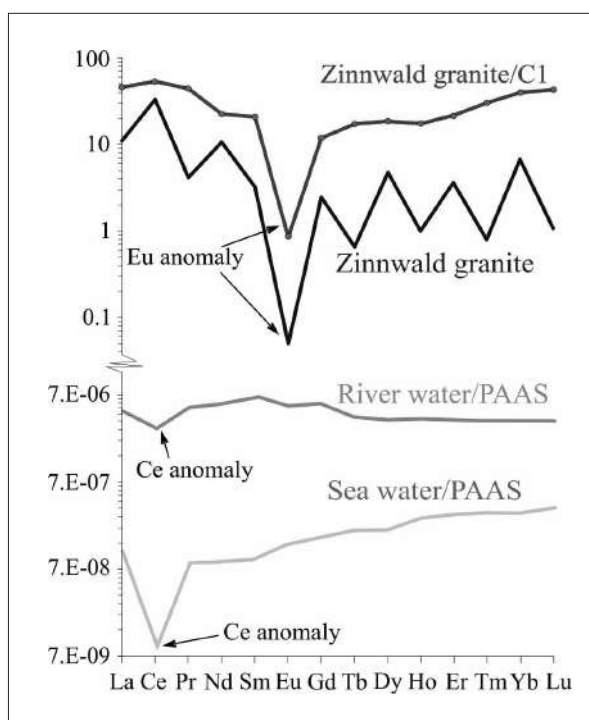 100
Zinnwald granite/C1
10
1
Eu anomaly
Zinnwald granite
0.1
7.E-06
River water/PAAS
Ce anomaly
7.E-07
Sea water/PAAS
7.E-08
Ce anomaly
7.E-09
La Ce Pr Nd Sm Eu Gd Tb Dy Ho Er Tm Yb Lu